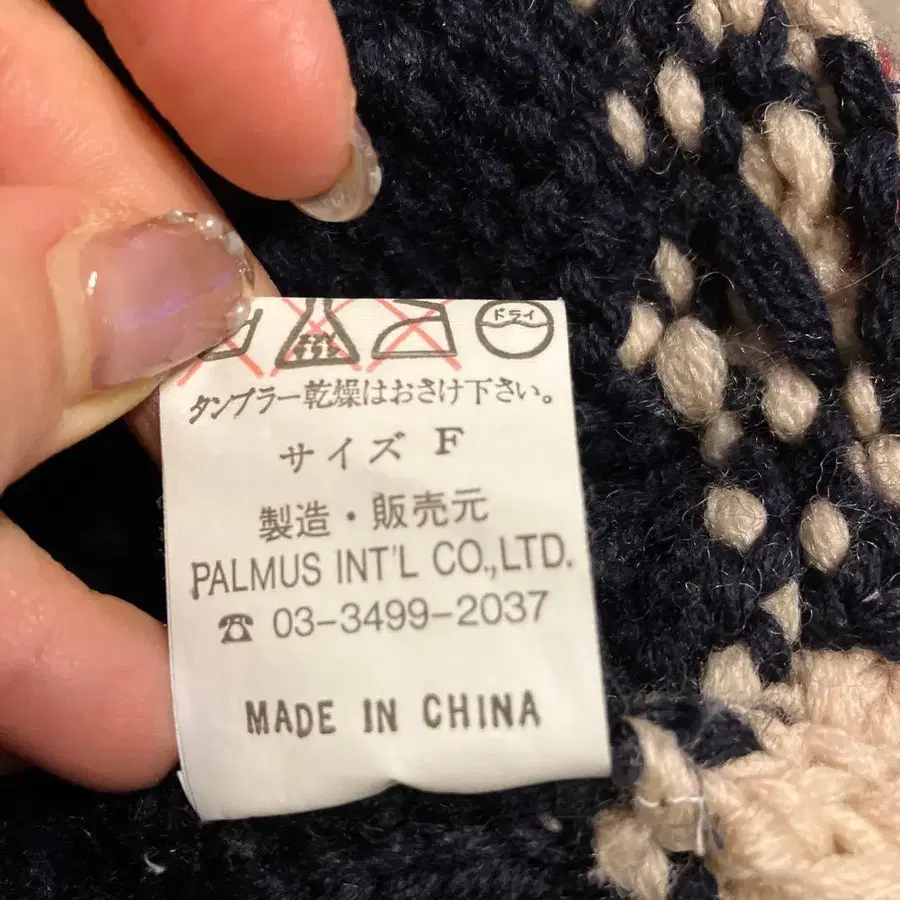 ドライ
タンブラー乾燥はおさけ下さい。
サイズ F
製造・販売元
PALMUS INT'L CO.,LTD.
☎ 03-3499-2037
MADE IN CHINA